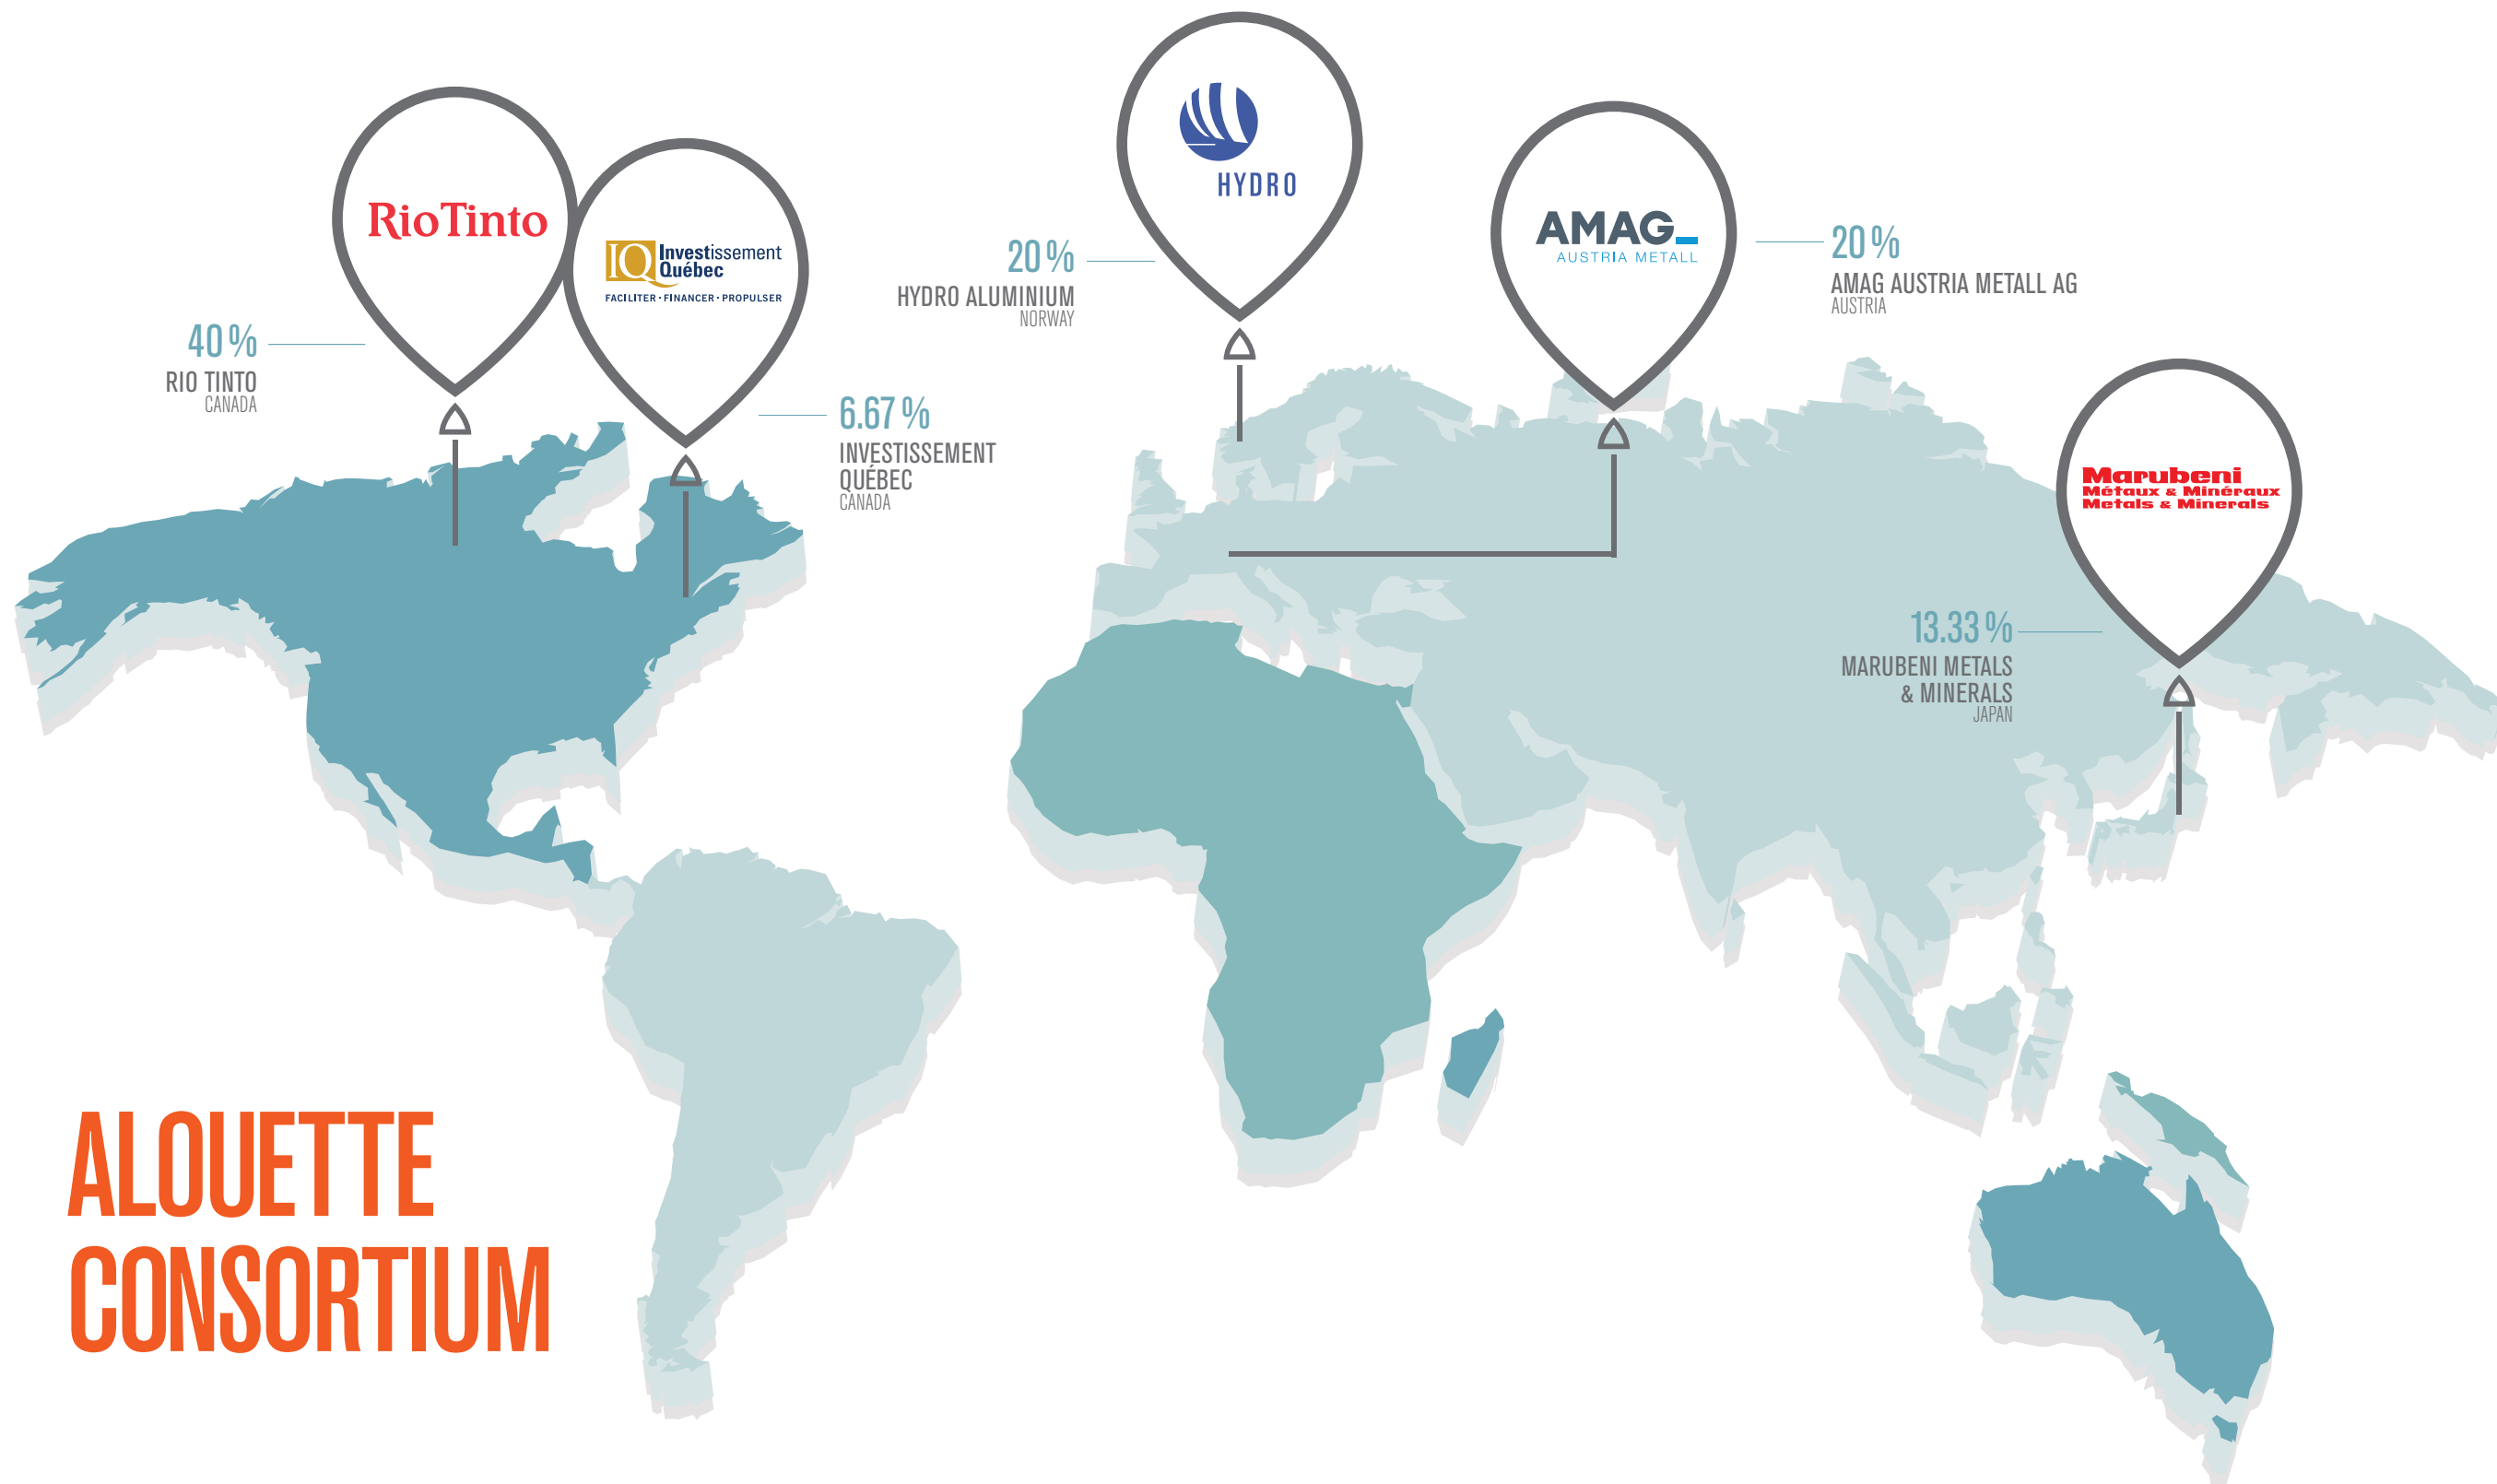 RioTinto
40 %
RIO TINTO
CANADA
IQ Investissement
Québec
FACILITER · FINANCER · PROPULSER
6.67 %
INVESTISSEMENT
QUÉBEC
CANADA
HYDRO
20 %
HYDRO ALUMINIUM
NORWAY
AMAG
AUSTRIA METALL
20 %
AMAG AUSTRIA METALL AG
AUSTRIA
Marubeni
Métaux & Minéraux
Metals & Minerals
13.33 %
MARUBENI METALS
& MINERALS
JAPAN
ALOUETTE
CONSORTIUM